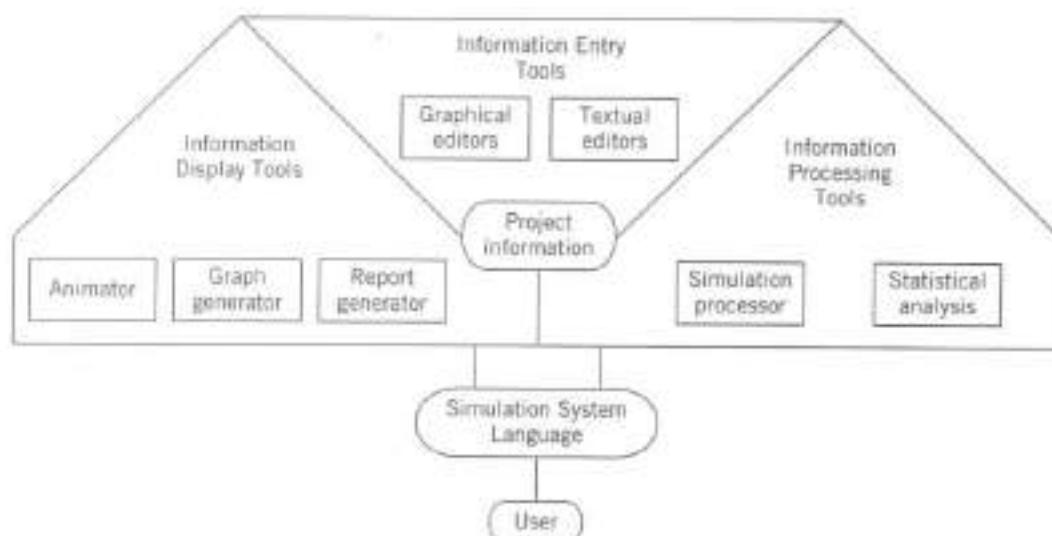 Information Entry
Tools
Graphical
editors
Textual
editors
Information
Display Tools
Information
Processing
Tools
Project
information
Animator
Graph
generator
Report
generator
Simulation
processor
Statistical
analysis
Simulation System
Language
User